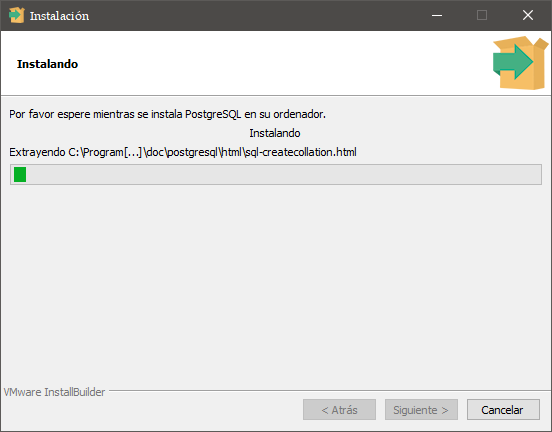 Instalación
Instalando
Por favor espere mientras se instala PostgreSQL en su ordenador.
Instalando
Extrayendo C:\Program[...]\doc\postgresql\html\sql-createcollation.html
VMware InstallBuilder
< Atrás
Siguiente >
Cancelar